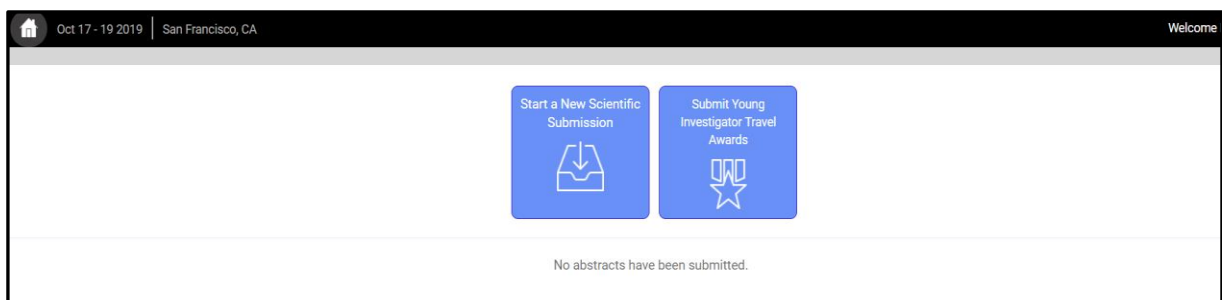 Oct 17 - 19 2019 | San Francisco, CA
Welcome
Start a New Scientific
Submission
Submit Young
Investigator Travel
Awards
No abstracts have been submitted.